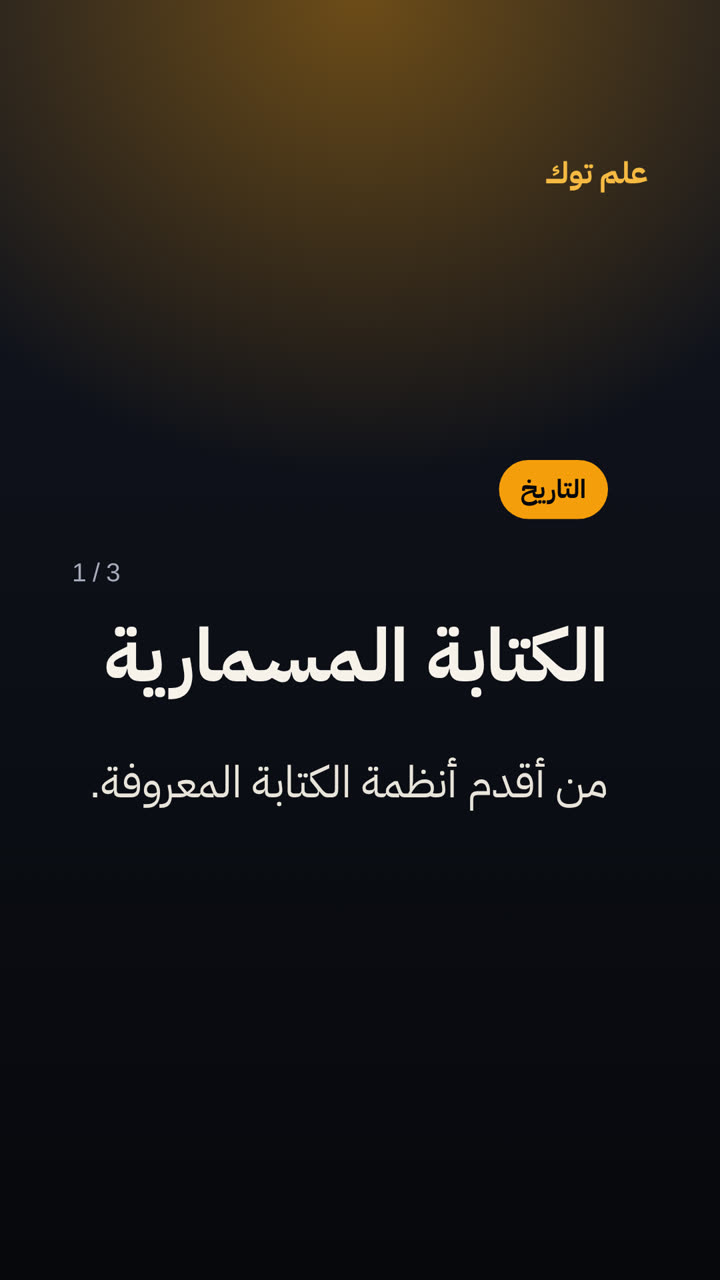 علم توك
التاريخ
1 / 3
الكتابة المسمارية
من أقدم أنظمة الكتابة المعروفة.